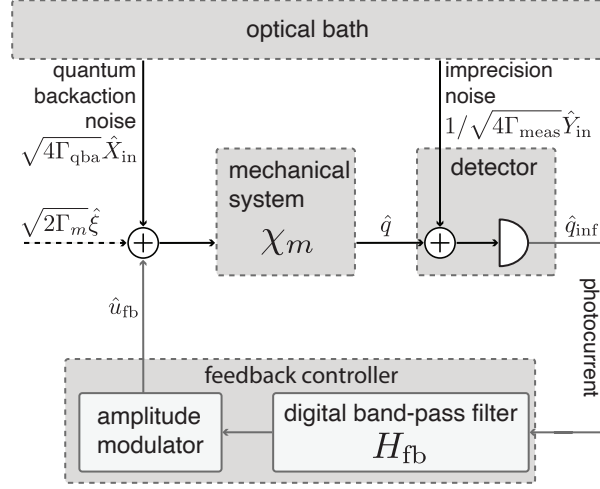 optical bath
quantum
backaction
noise
√4Γqba X̂in
imprecision
noise
1/√4Γmeas Ŷin
mechanical
system
χm
detector
√2Γm ξ̂
+
q̂
+
q̂inf
ûfb
photocurrent
feedback controller
amplitude
modulator
digital band-pass filter
Hfb